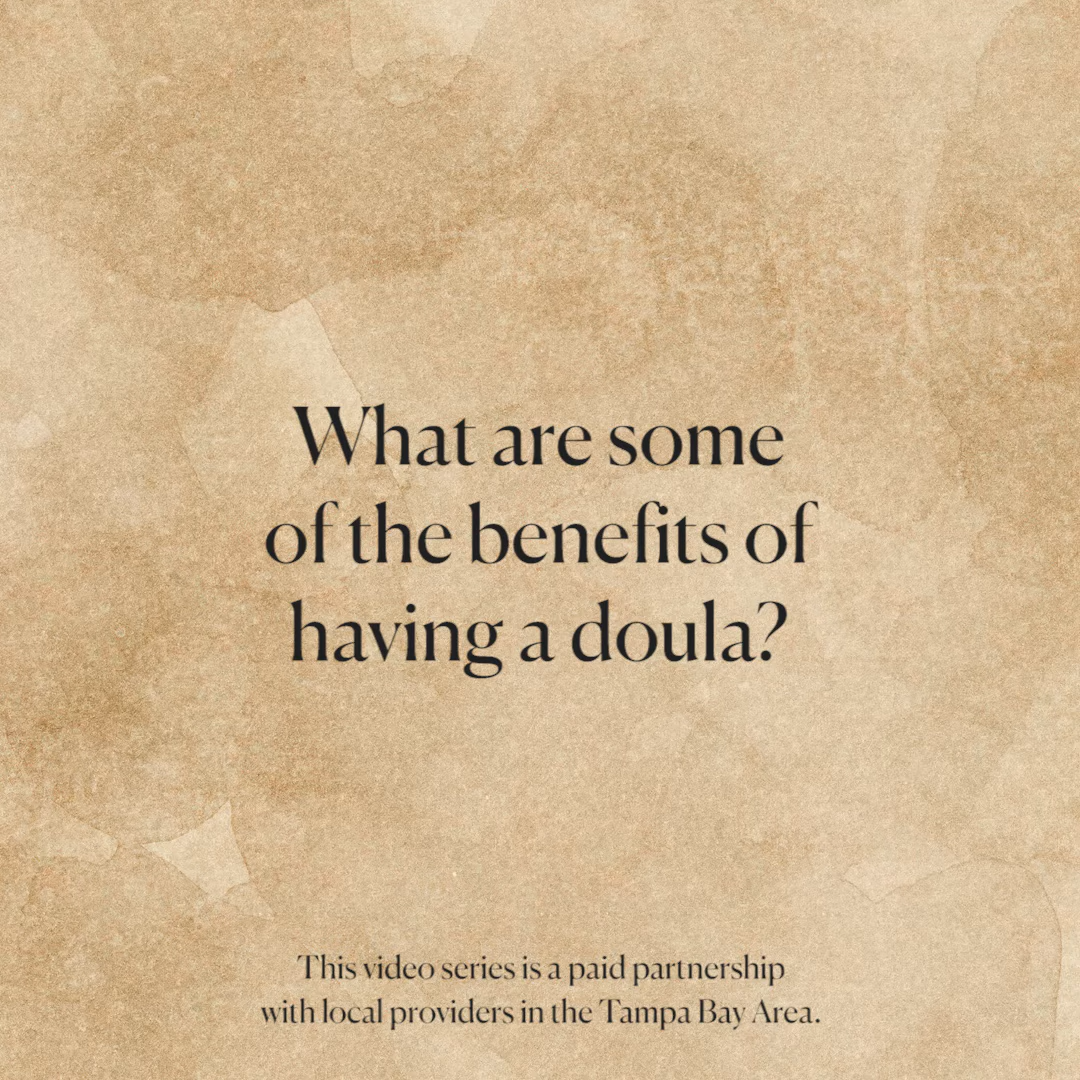 What are some
of the benefits of
having a doula?
This video series is a paid partnership
with local providers in the Tampa Bay Area.